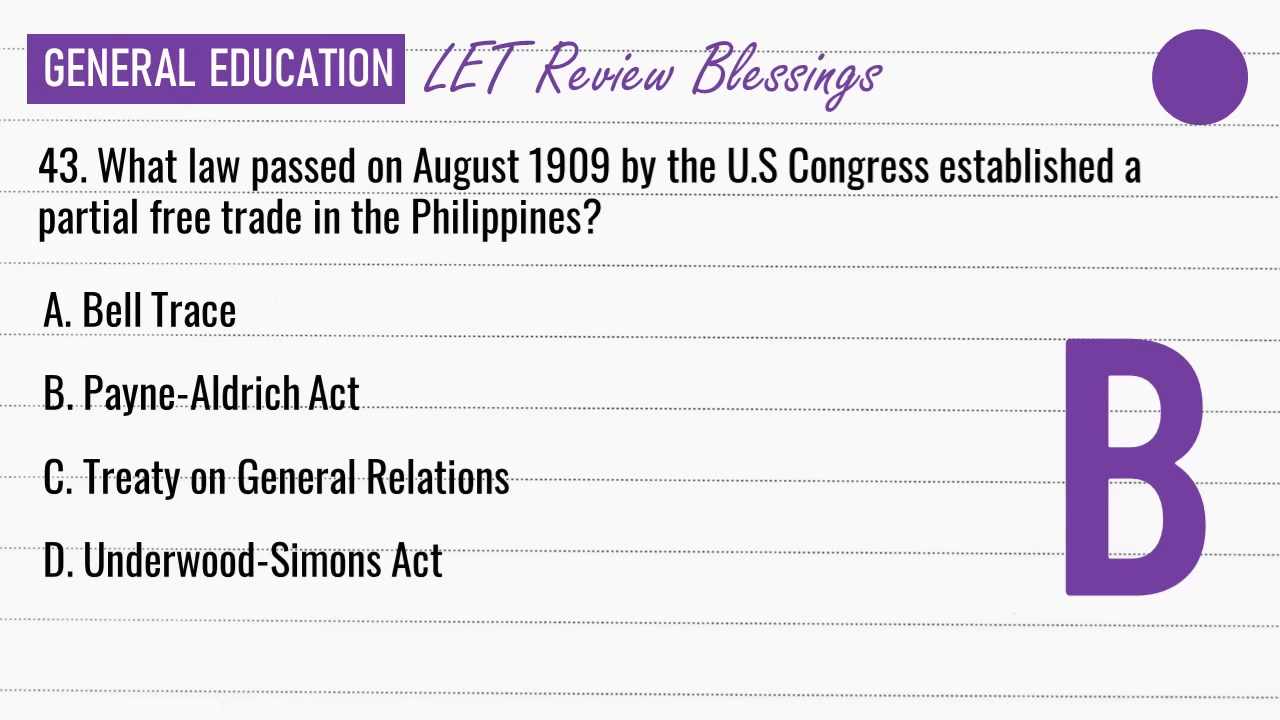 GENERAL EDUCATION LET Review Blessings
43. What law passed on August 1909 by the U.S Congress established a
partial free trade in the Philippines?
A. Bell Trace
B. Payne-Aldrich Act
C. Treaty on General Relations
D. Underwood-Simons Act
B